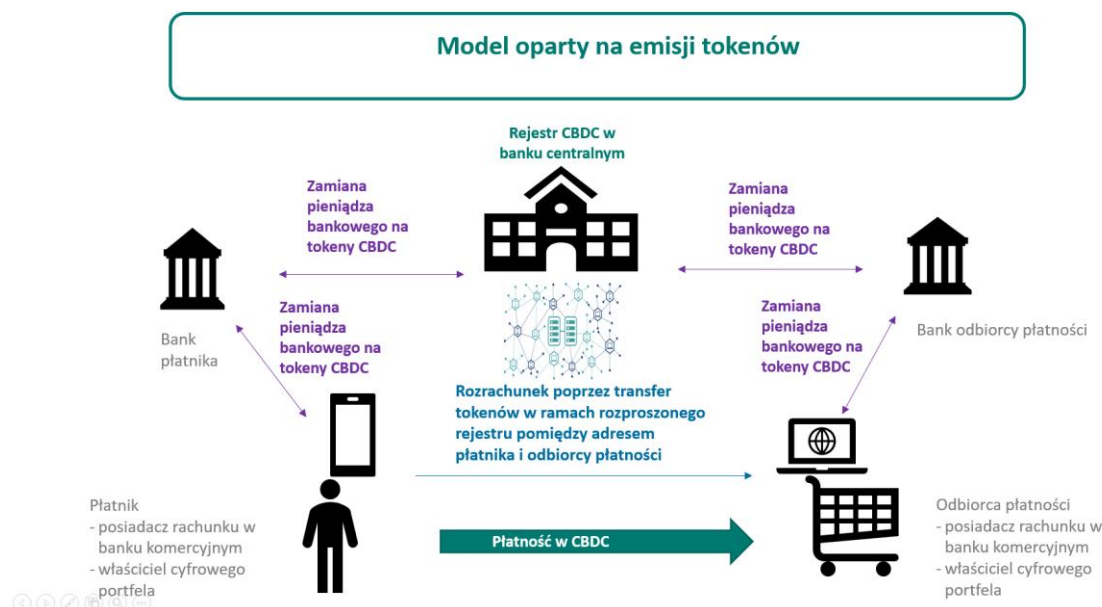 Model oparty na emisji tokenów
Rejestr CBDC w
banku centralnym
Zamiana
pieniądza
bankowego na
tokeny CBDC
Zamiana
pieniądza
bankowego na
tokeny CBDC
Bank
płatnika
Zamiana
pieniądza
bankowego na
tokeny CBDC
Zamiana
pieniądza
bankowego na
tokeny CBDC
Bank odbiorcy płatności
Rozrachunek poprzez transfer
tokenów w ramach rozproszonego
rejestru pomiędzy adresem
płatnika i odbiorcy płatności
Płatnik
- posiadacz rachunku w
banku komercyjnym
- właściciel cyfrowego
portfela
Płatność w CBDC
Odbiorca płatności
- posiadacz rachunku w
banku komercyjnym
- właściciel cyfrowego
portfela